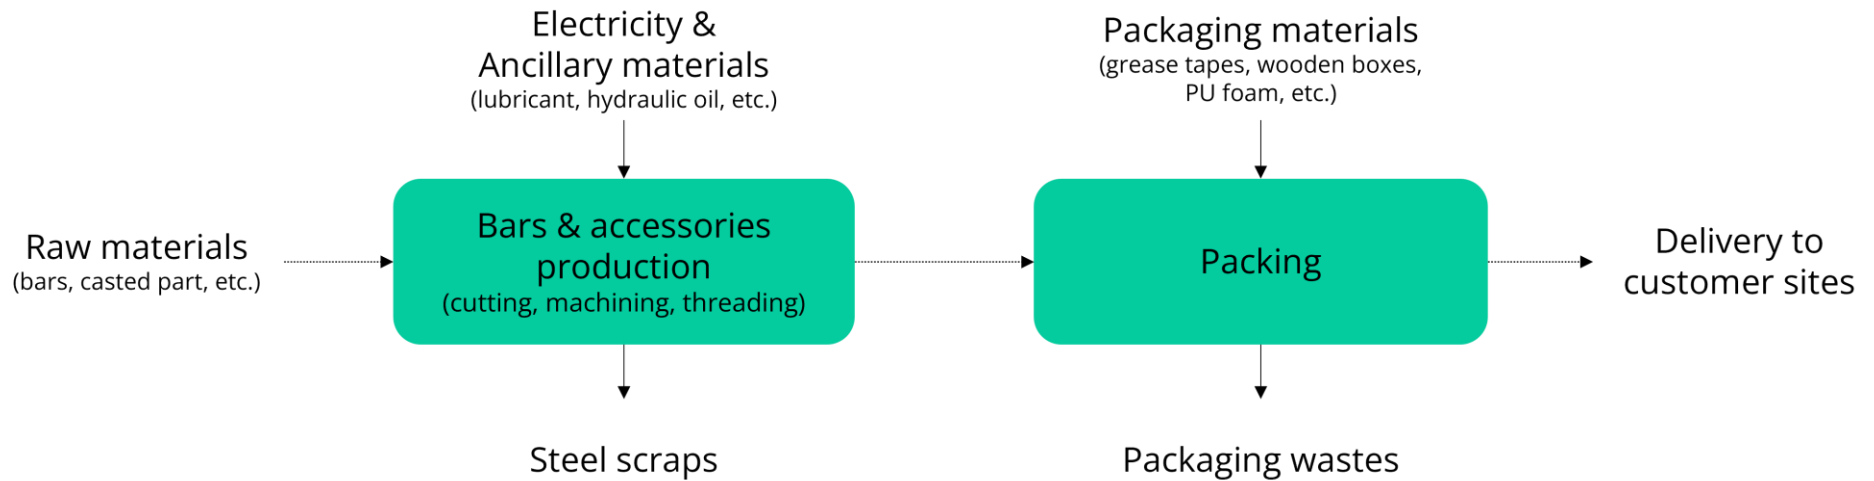 Electricity &
Ancillary materials
(lubricant, hydraulic oil, etc.)
Packaging materials
(grease tapes, wooden boxes,
PU foam, etc.)
Raw materials
(bars, casted part, etc.)
Bars & accessories
production
(cutting, machining, threading)
Packing
Delivery to
customer sites
Steel scraps
Packaging wastes